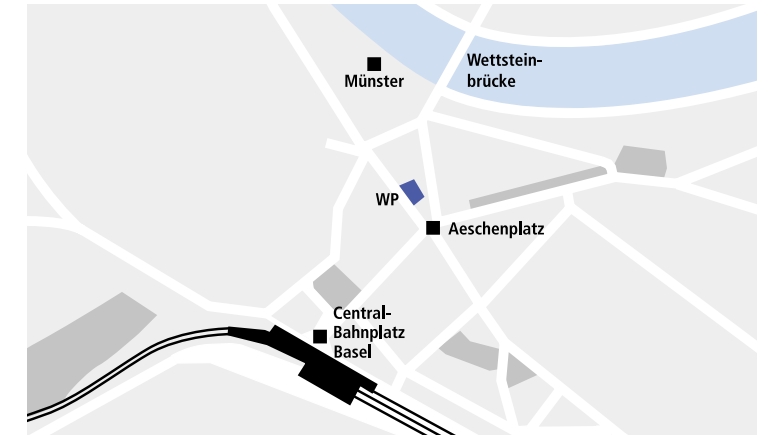 Münster
Wettstein-
brücke
WP
Aeschenplatz
Central-
Bahnplatz
Basel